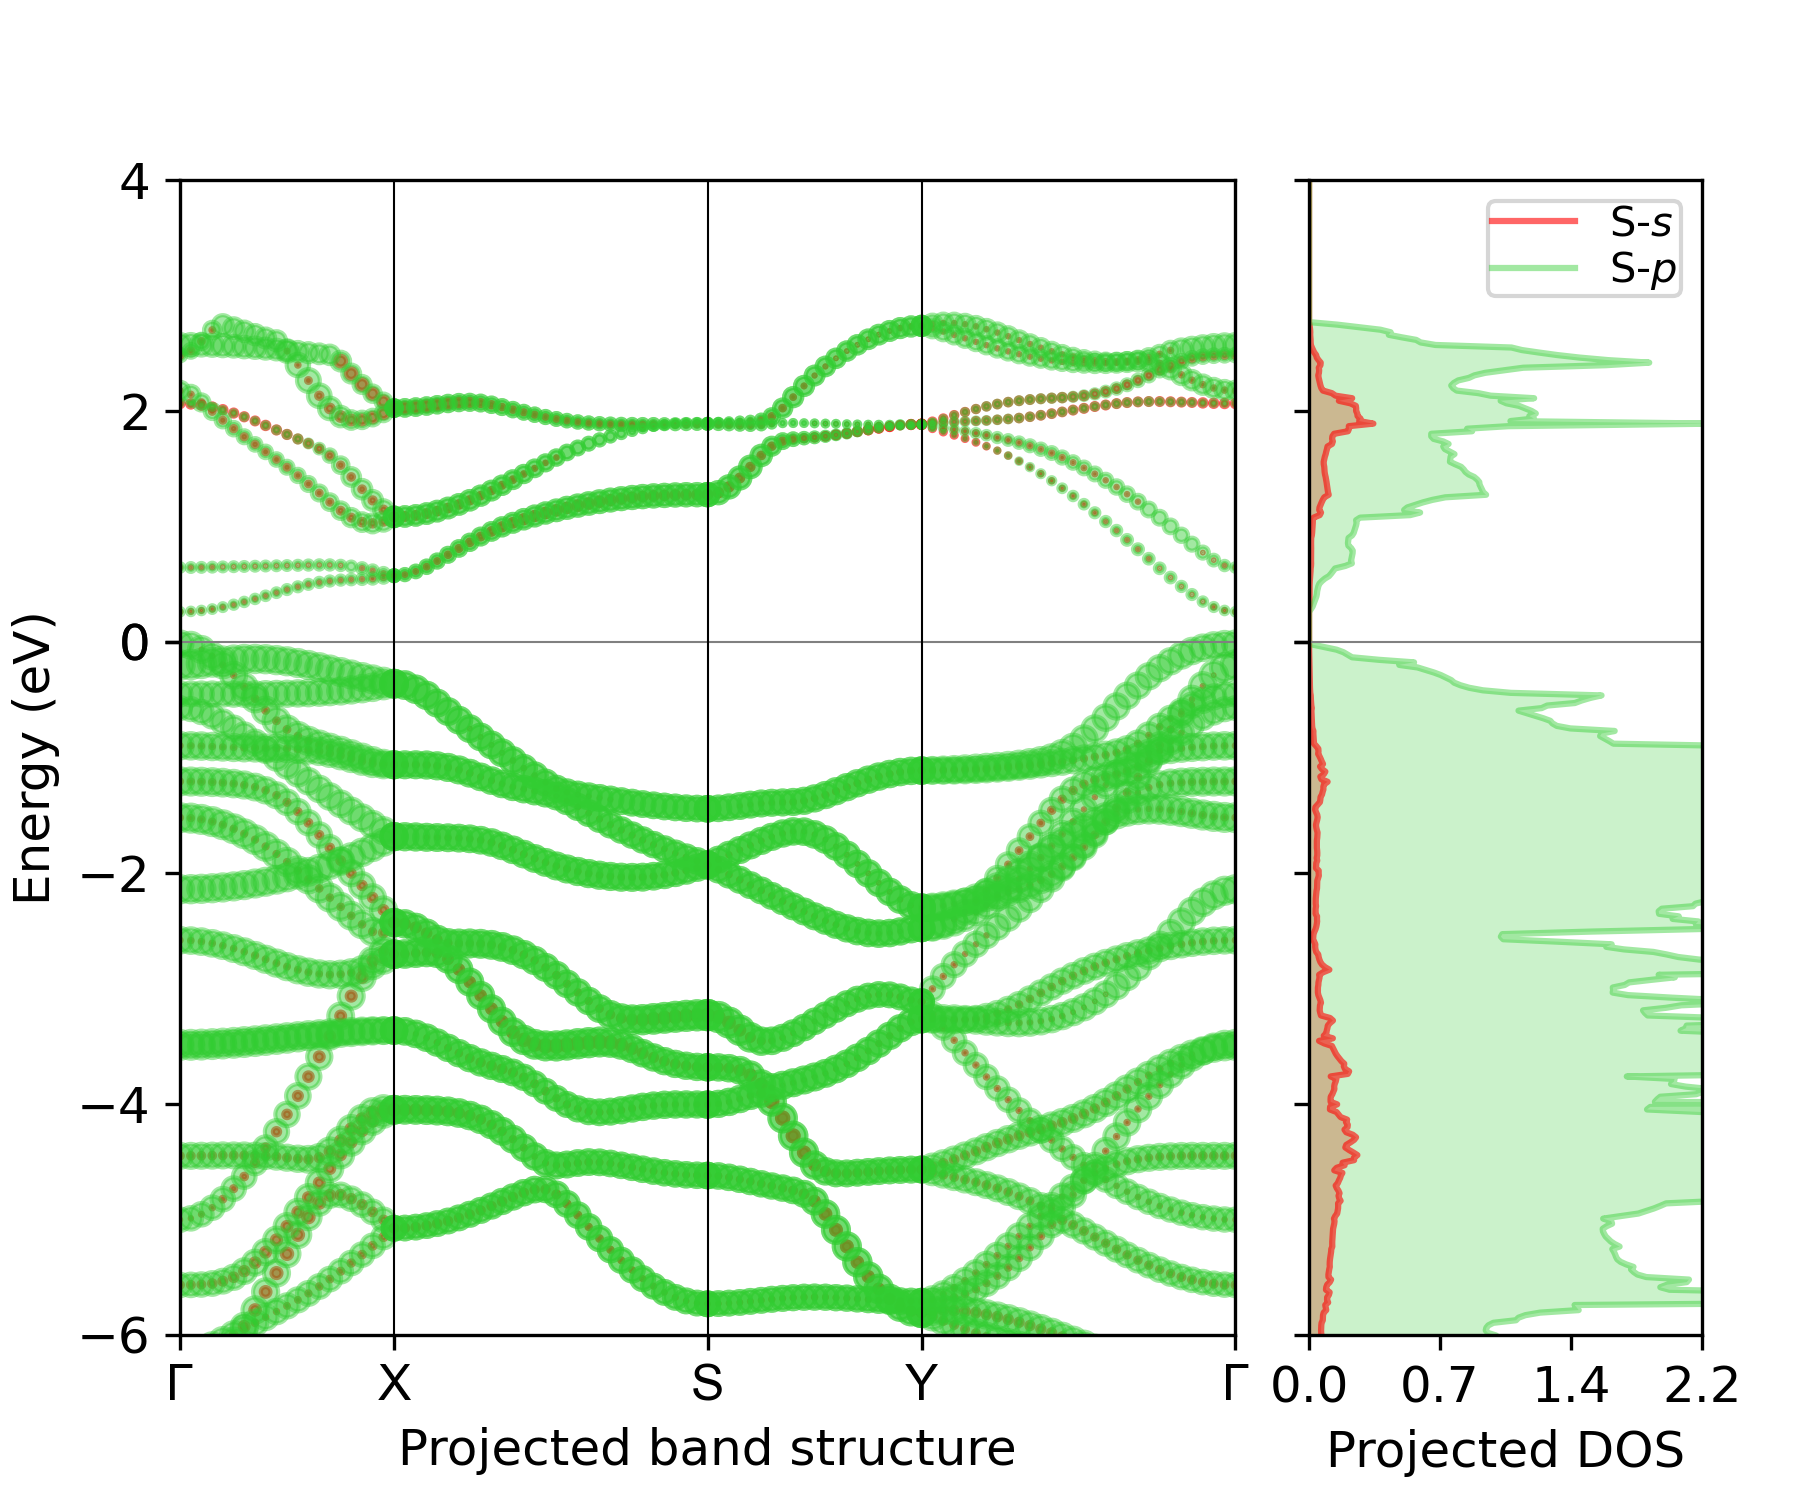 4
2
0
−2
−4
−6
Energy (eV)
Γ X S Y Γ
Projected band structure
S-s
S-p
0.0 0.7 1.4 2.2
Projected DOS